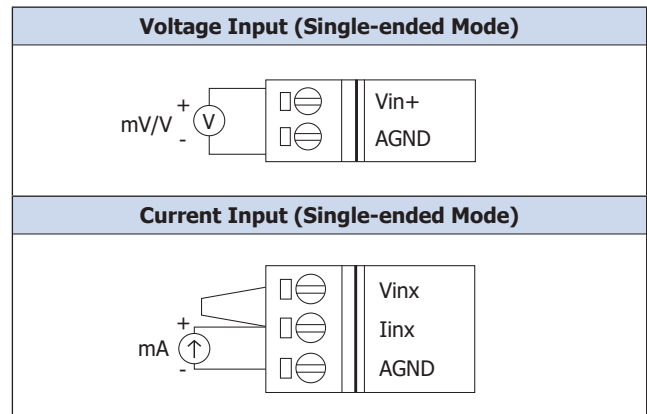 Voltage Input (Single-ended Mode)
+
mV/V
-
V
Vin+
AGND
Current Input (Single-ended Mode)
+
mA
-
Vinx
Iinx
AGND